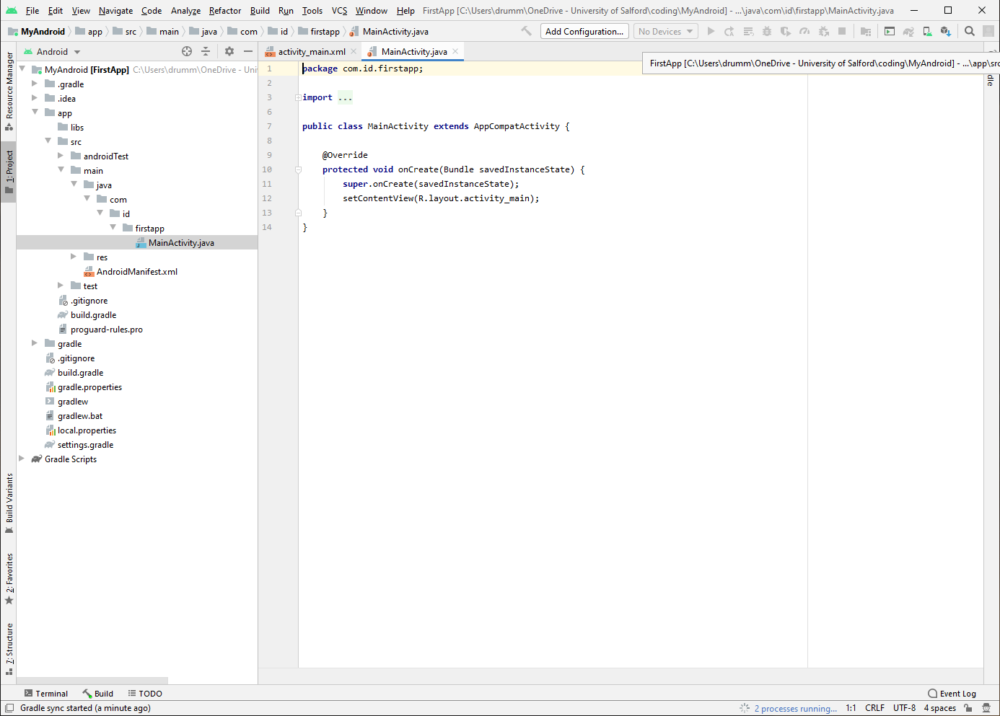 File Edit View Navigate Code Analyze Refactor Build Run Tools VCS Window Help FirstApp [C:\Users\drumm\OneDrive - University of Salford\coding\MyAndroid] - ...\java\com\id\firstapp\MainActivity.java
MyAndroid app src main java com id firstapp MainActivity.java Add Configuration... No Devices
Android
activity_main.xml MainActivity.java
FirstApp [C:\Users\drumm\OneDrive - University of Salford\coding\MyAndroid] - ...\app\src
Resource Manager
1: Project
Build Variants
2: Favorites
7: Structure
MyAndroid [FirstApp] C:\Users\drumm\OneDrive - Uni
.gradle
.idea
app
libs
src
androidTest
main
java
com
id
firstapp
MainActivity.java
res
AndroidManifest.xml
test
.gitignore
build.gradle
proguard-rules.pro
gradle
.gitignore
build.gradle
gradle.properties
gradlew
gradlew.bat
local.properties
settings.gradle
Gradle Scripts
1 package com.id.firstapp;
2
3 import ...
6
7 public class MainActivity extends AppCompatActivity {
8
9 @Override
10 protected void onCreate(Bundle savedInstanceState) {
11 super.onCreate(savedInstanceState);
12 setContentView(R.layout.activity_main);
13 }
14 }
Terminal Build TODO Event Log
Gradle sync started (a minute ago) 2 processes running... 1:1 CRLF UTF-8 4 spaces